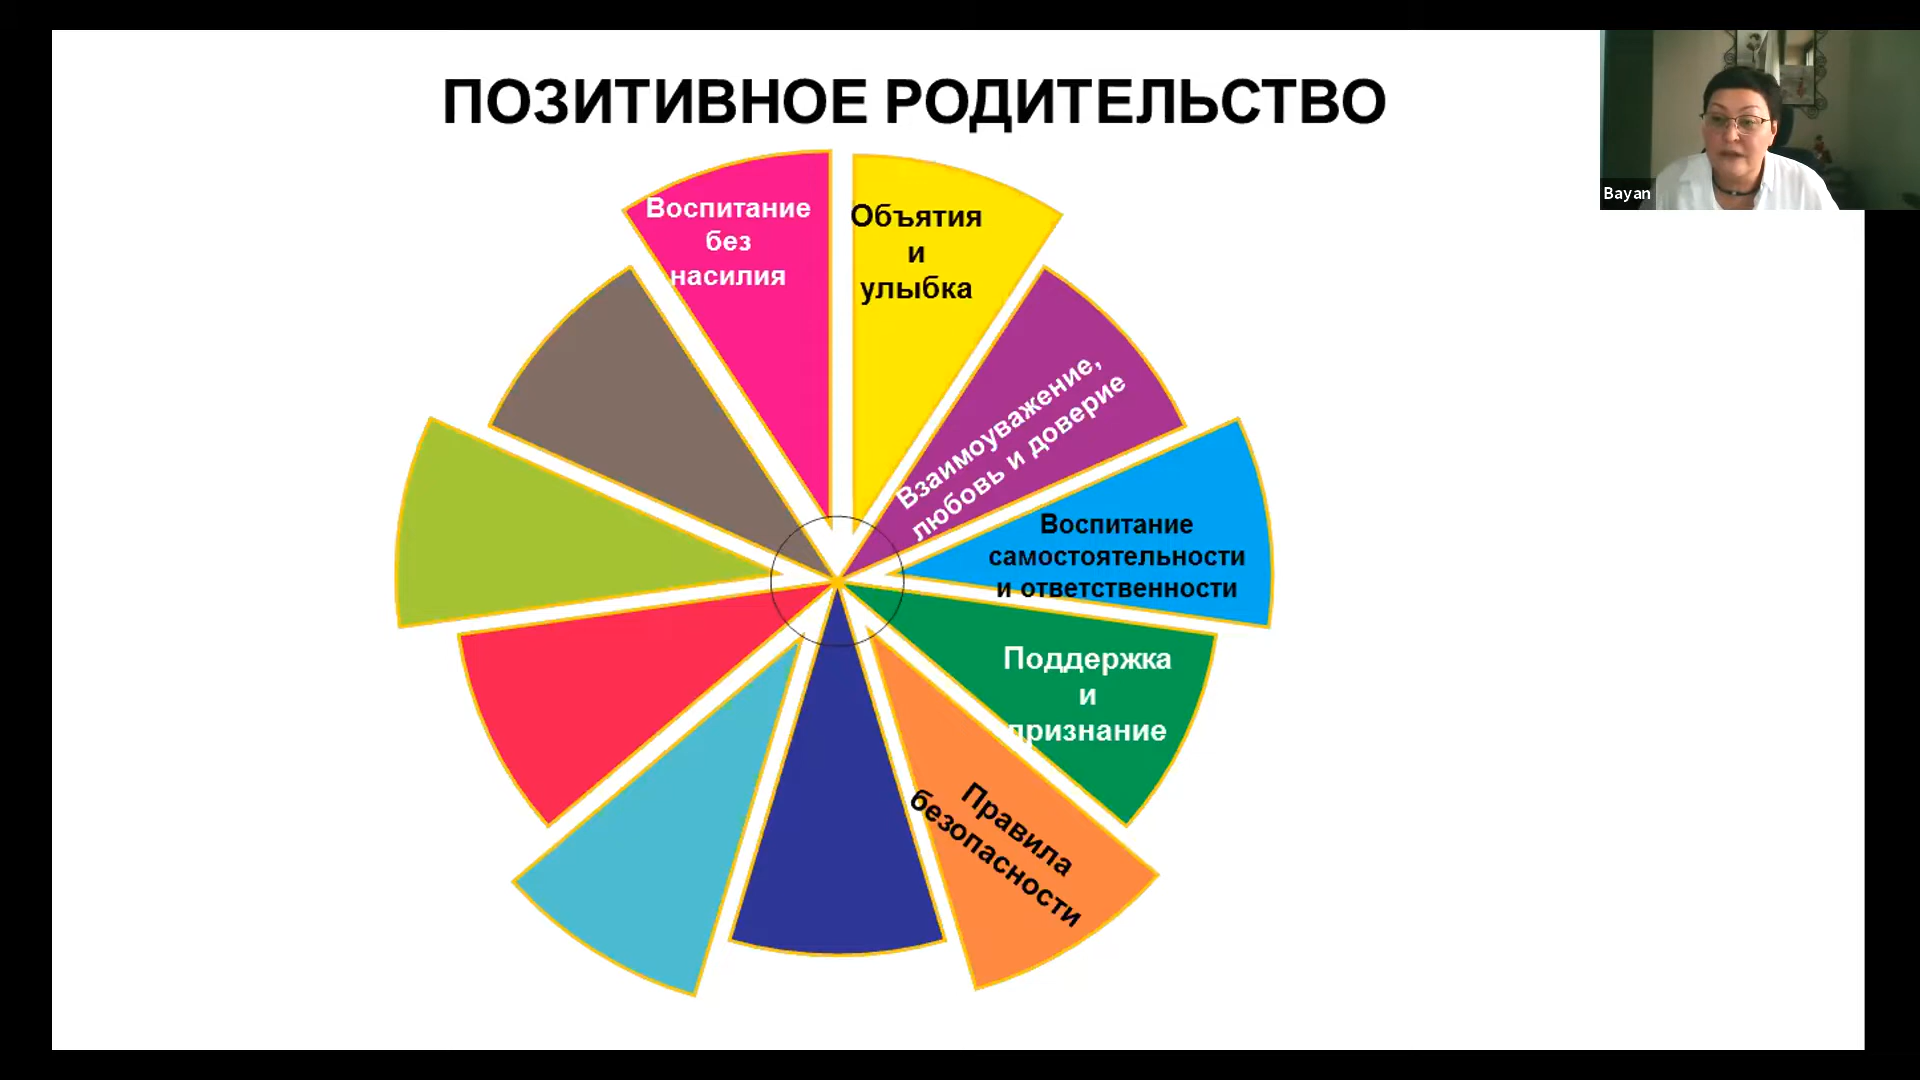 ПОЗИТИВНОЕ РОДИТЕЛЬСТВО
Bayan
Воспитание
без
насилия
Объятия
и
улыбка
Взаимоуважение,
любовь и доверие
Воспитание
самостоятельности
и ответственности
Поддержка
и
признание
Правила
безопасности